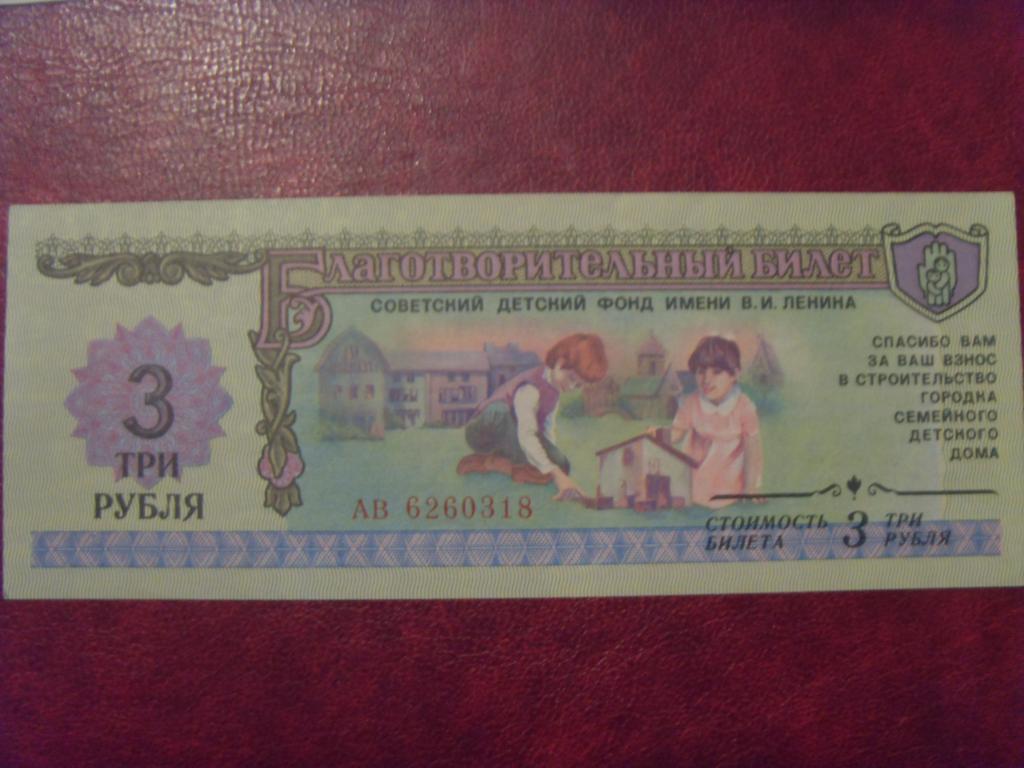 Благотворительный билет
СОВЕТСКИЙ ДЕТСКИЙ ФОНД ИМЕНИ В.И. ЛЕНИНА
3
ТРИ
РУБЛЯ
СПАСИБО ВАМ
ЗА ВАШ ВЗНОС
В СТРОИТЕЛЬСТВО
ГОРОДКА
СЕМЕЙНОГО
ДЕТСКОГО
ДОМА
АВ 6260318
СТОИМОСТЬ 3 ТРИ
БИЛЕТА РУБЛЯ